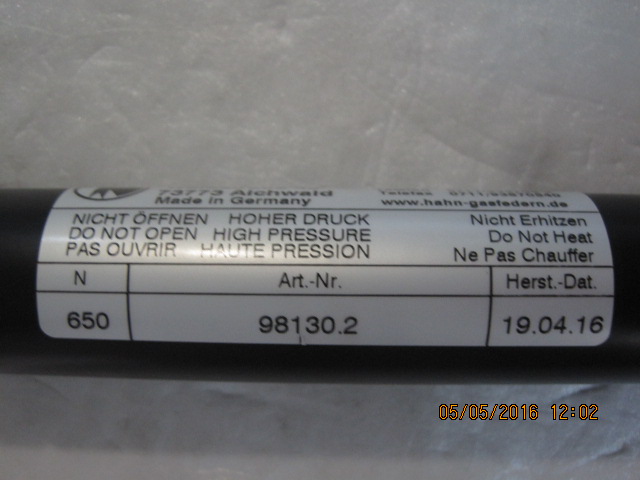 73773 Aichwald
Made in Germany
www.hahn-gasfedern.de
NICHT ÖFFNEN HOHER DRUCK
DO NOT OPEN HIGH PRESSURE
PAS OUVRIR HAUTE PRESSION
Nicht Erhitzen
Do Not Heat
Ne Pas Chauffer
N Art.-Nr. Herst.-Dat.
650 98130.2 19.04.16
05/05/2016 12:02